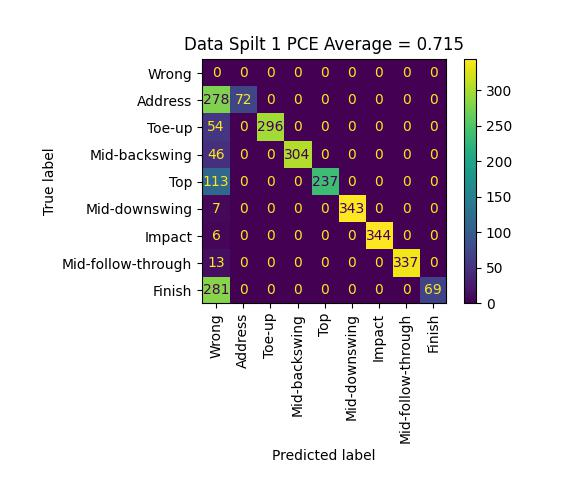 Data Spilt 1 PCE Average = 0.715
Wrong 0 0 0 0 0 0 0 0 0
Address 278 72 0 0 0 0 0 0 0
Toe-up 54 0 296 0 0 0 0 0 0
Mid-backswing 46 0 0 304 0 0 0 0 0
Top 113 0 0 0 237 0 0 0 0
Mid-downswing 7 0 0 0 0 343 0 0 0
Impact 6 0 0 0 0 0 344 0 0
Mid-follow-through 13 0 0 0 0 0 0 337 0
Finish 281 0 0 0 0 0 0 0 69
True label
Wrong
Address
Toe-up
Mid-backswing
Top
Mid-downswing
Impact
Mid-follow-through
Finish
Predicted label
300
250
200
150
100
50
0